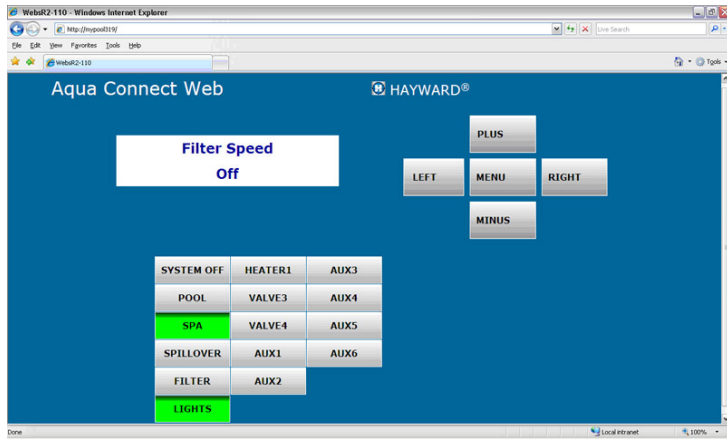 WebsR2-110 - Windows Internet Explorer
http://mypool319/
Live Search
File Edit View Favorites Tools Help
WebsR2-110
Tools
Aqua Connect Web
HAYWARD®
Filter Speed
Off
PLUS
LEFT MENU RIGHT
MINUS
SYSTEM OFF HEATER1 AUX3
POOL VALVE3 AUX4
SPA VALVE4 AUX5
SPILLOVER AUX1 AUX6
FILTER AUX2
LIGHTS
Done Local intranet 100%